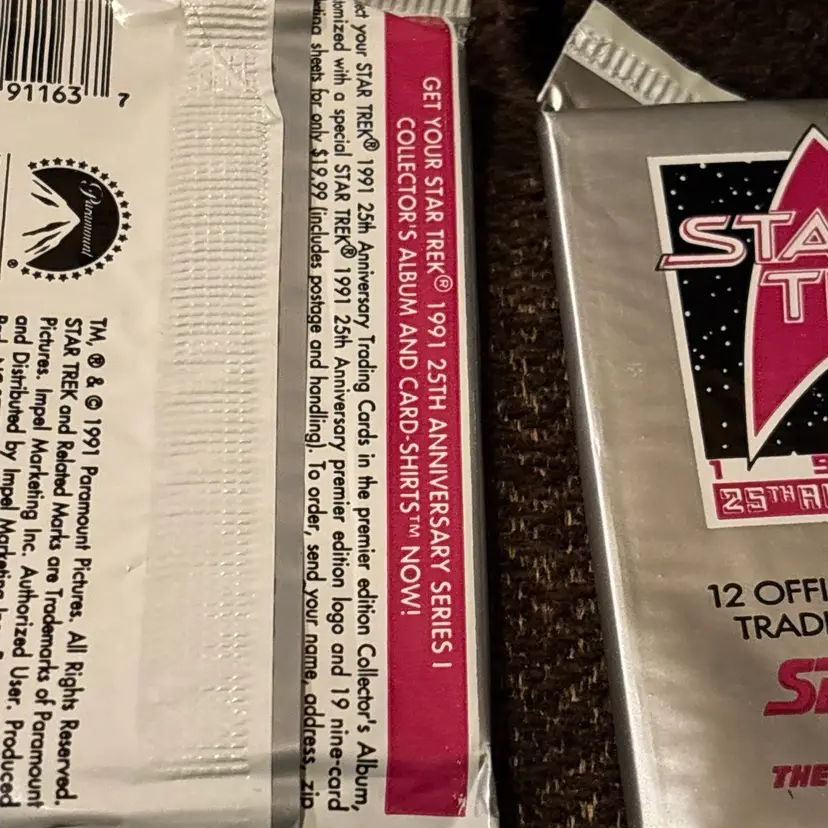 GET YOUR STAR TREK® 1991 25TH ANNIVERSARY SERIES I
COLLECTOR'S ALBUM AND CARD-SHIRTS™ NOW!
your STAR TREK® 1991 25th Anniversary Trading Cards in the premier edition Collector's Album,
with a special STAR TREK® 1991 25th Anniversary premier edition logo and 19 nine-card
sheets for only $19.99 (includes postage and handling). To order, send your name, address, zip
91163 7
Paramount
®
TM, ® & © 1991 Paramount Pictures. All Rights Reserved.
STAR TREK and Related Marks are Trademarks of Paramount
Pictures. Impel Marketing Inc. Authorized User. Produced
and Distributed by Impel Marketing
STA
T
1
25TH
12 OFFI
TRADI
THE